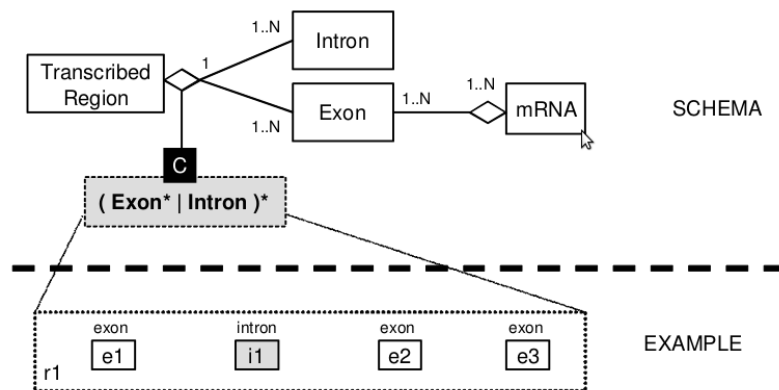 1..N
Intron
Transcribed
Region
1
1..N
Exon
1..N
1..N
mRNA
SCHEMA
C
( Exon* | Intron )*
exon
intron
exon
exon
e1
i1
e2
e3
r1
EXAMPLE